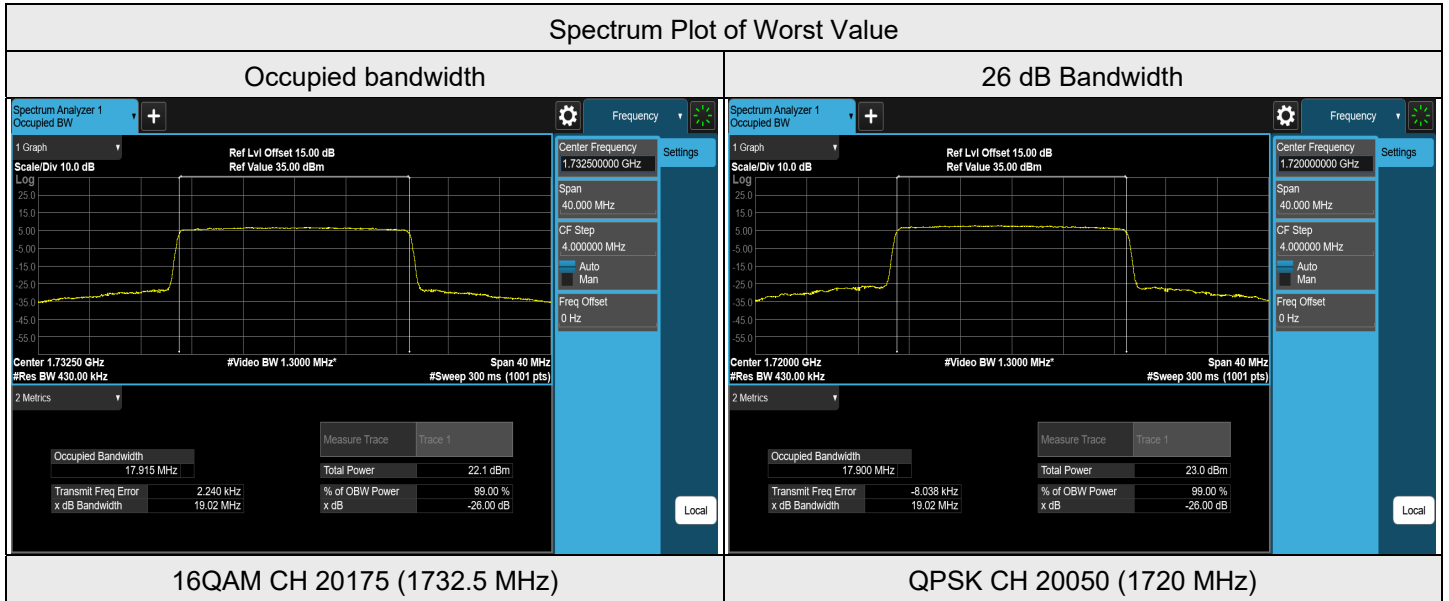 Spectrum Plot of Worst Value
Occupied bandwidth
26 dB Bandwidth
Spectrum Analyzer 1
Occupied BW
+
Frequency
1 Graph
Scale/Div 10.0 dB
Ref Lvl Offset 15.00 dB
Ref Value 35.00 dBm
Log
25.0
15.0
5.00
-5.00
-15.0
-25.0
-35.0
-45.0
-55.0
Center 1.73250 GHz
#Video BW 1.3000 MHz*
Span 40 MHz
#Res BW 430.00 kHz
#Sweep 300 ms (1001 pts)
Center Frequency
1.732500000 GHz
Settings
Span
40.000 MHz
CF Step
4.000000 MHz
Auto
Man
Freq Offset
0 Hz
Local
2 Metrics
Measure Trace Trace 1
Occupied Bandwidth
17.915 MHz
Total Power 22.1 dBm
Transmit Freq Error 2.240 kHz
% of OBW Power 99.00 %
x dB Bandwidth 19.02 MHz
x dB -26.00 dB
Spectrum Analyzer 1
Occupied BW
+
Frequency
1 Graph
Scale/Div 10.0 dB
Ref Lvl Offset 15.00 dB
Ref Value 35.00 dBm
Log
25.0
15.0
5.00
-5.00
-15.0
-25.0
-35.0
-45.0
-55.0
Center 1.72000 GHz
#Video BW 1.3000 MHz*
Span 40 MHz
#Res BW 430.00 kHz
#Sweep 300 ms (1001 pts)
Center Frequency
1.720000000 GHz
Settings
Span
40.000 MHz
CF Step
4.000000 MHz
Auto
Man
Freq Offset
0 Hz
Local
2 Metrics
Measure Trace Trace 1
Occupied Bandwidth
17.900 MHz
Total Power 23.0 dBm
Transmit Freq Error -8.038 kHz
% of OBW Power 99.00 %
x dB Bandwidth 19.02 MHz
x dB -26.00 dB
16QAM CH 20175 (1732.5 MHz)
QPSK CH 20050 (1720 MHz)